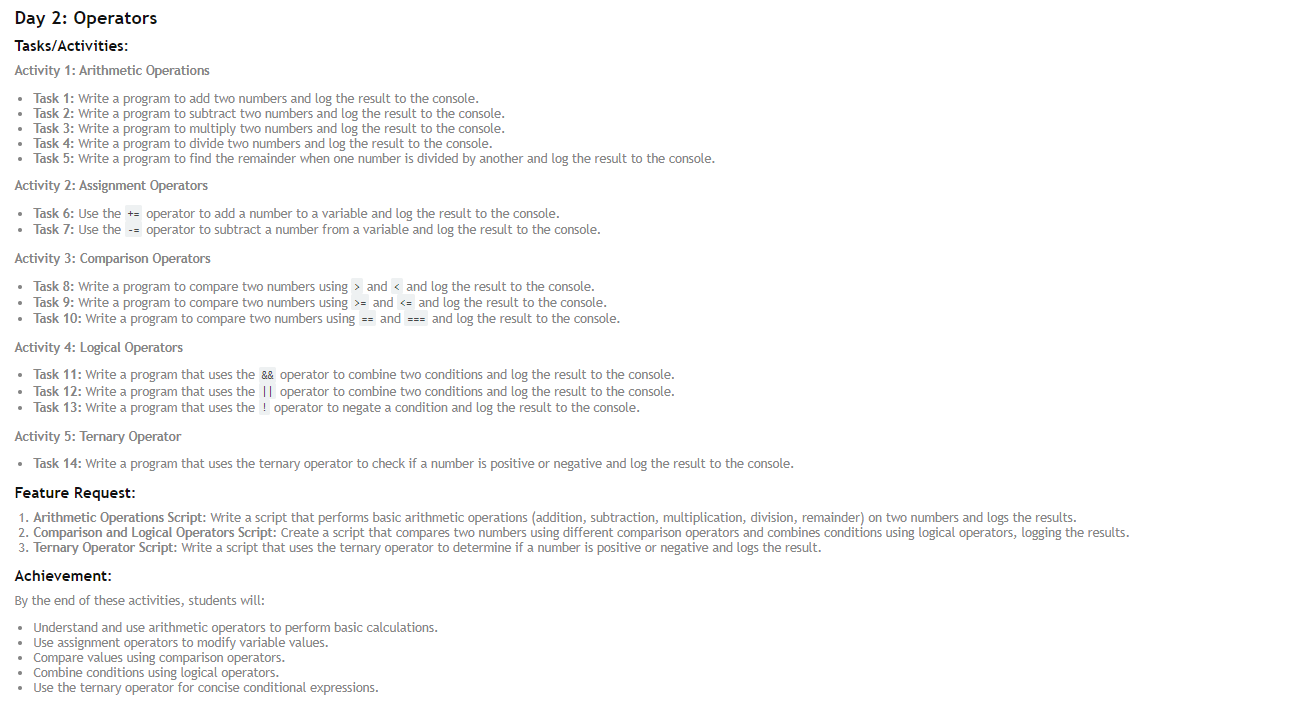 Day 2: Operators
Tasks/Activities:
Activity 1: Arithmetic Operations
• Task 1: Write a program to add two numbers and log the result to the console.
• Task 2: Write a program to subtract two numbers and log the result to the console.
• Task 3: Write a program to multiply two numbers and log the result to the console.
• Task 4: Write a program to divide two numbers and log the result to the console.
• Task 5: Write a program to find the remainder when one number is divided by another and log the result to the console.
Activity 2: Assignment Operators
• Task 6: Use the += operator to add a number to a variable and log the result to the console.
• Task 7: Use the -= operator to subtract a number from a variable and log the result to the console.
Activity 3: Comparison Operators
• Task 8: Write a program to compare two numbers using > and < and log the result to the console.
• Task 9: Write a program to compare two numbers using >= and <= and log the result to the console.
• Task 10: Write a program to compare two numbers using == and === and log the result to the console.
Activity 4: Logical Operators
• Task 11: Write a program that uses the && operator to combine two conditions and log the result to the console.
• Task 12: Write a program that uses the || operator to combine two conditions and log the result to the console.
• Task 13: Write a program that uses the ! operator to negate a condition and log the result to the console.
Activity 5: Ternary Operator
• Task 14: Write a program that uses the ternary operator to check if a number is positive or negative and log the result to the console.
Feature Request:
1. Arithmetic Operations Script: Write a script that performs basic arithmetic operations (addition, subtraction, multiplication, division, remainder) on two numbers and logs the results.
2. Comparison and Logical Operators Script: Create a script that compares two numbers using different comparison operators and combines conditions using logical operators, logging the results.
3. Ternary Operator Script: Write a script that uses the ternary operator to determine if a number is positive or negative and logs the result.
Achievement:
By the end of these activities, students will:
• Understand and use arithmetic operators to perform basic calculations.
• Use assignment operators to modify variable values.
• Compare values using comparison operators.
• Combine conditions using logical operators.
• Use the ternary operator for concise conditional expressions.